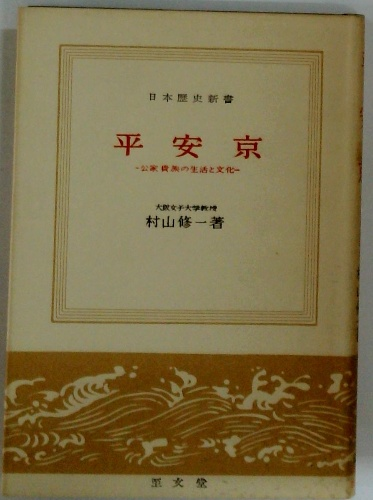 日本歴史新書
平安京
-公家貴族の生活と文化-
大阪女子大学教授
村山修一著
至文堂